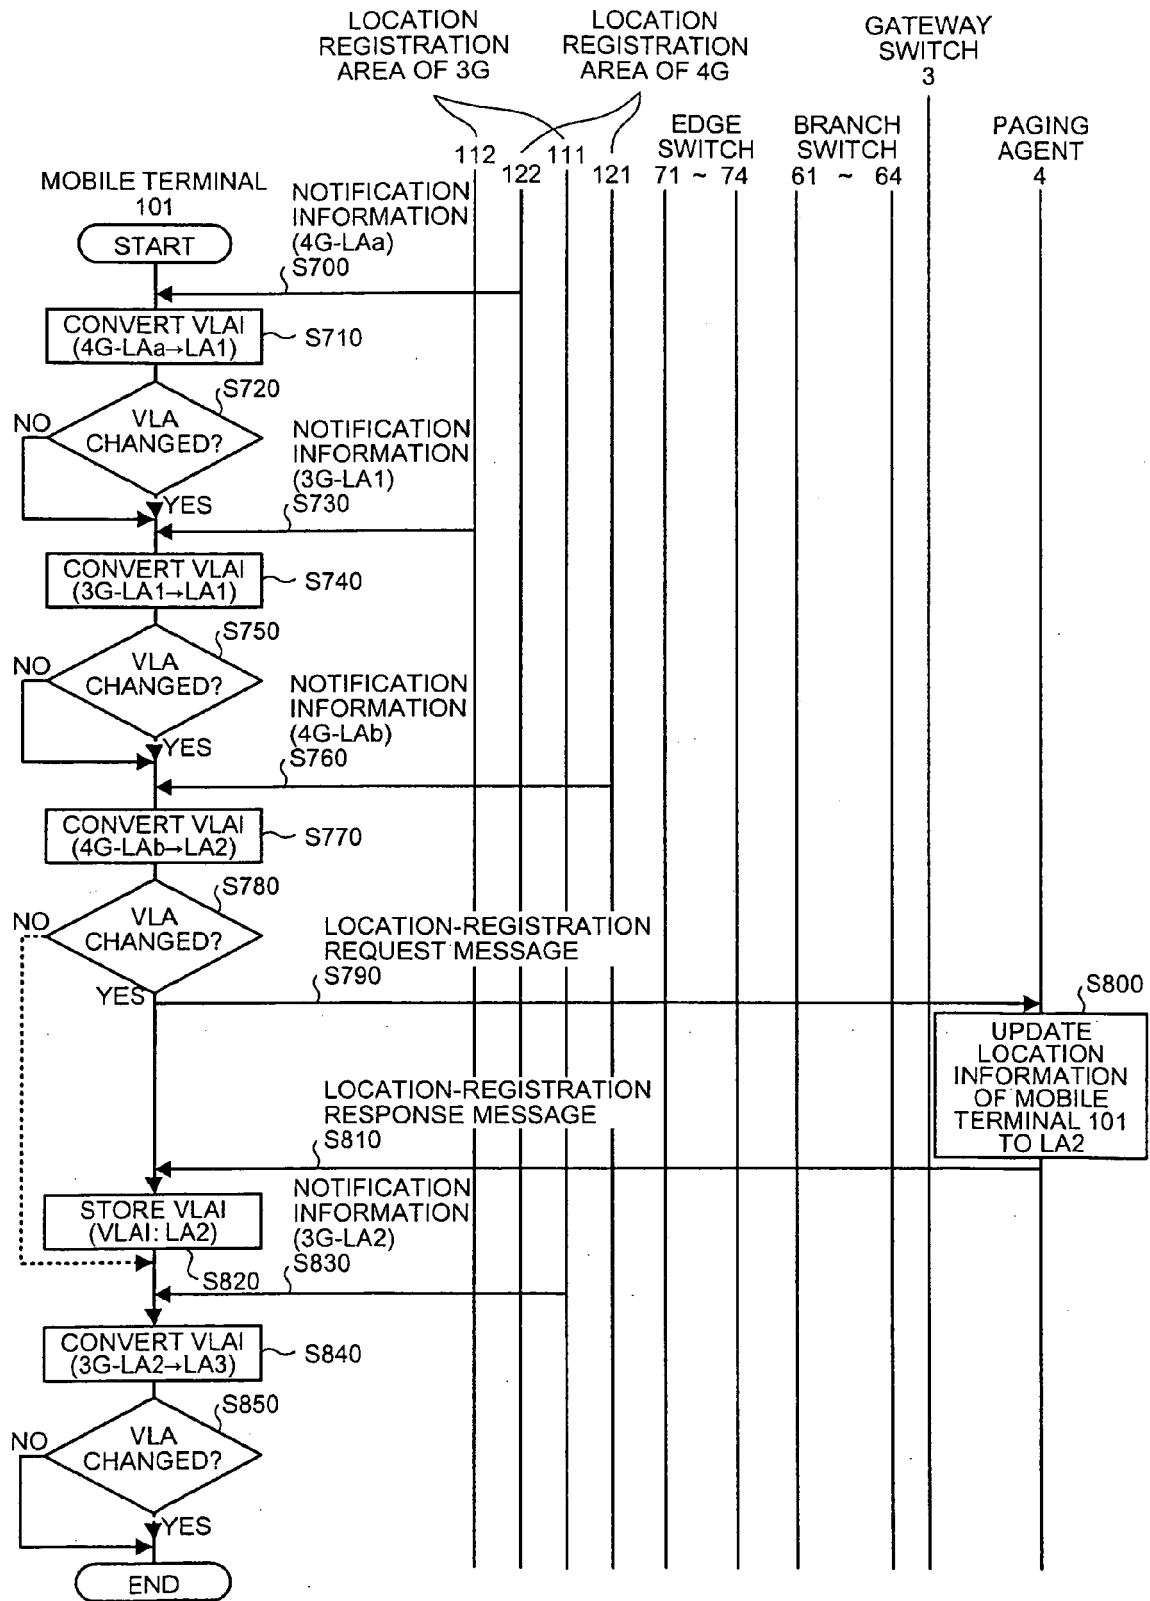 LOCATION
REGISTRATION
AREA OF 3G
LOCATION
REGISTRATION
AREA OF 4G
GATEWAY
SWITCH
3
112
122
111
121
EDGE
SWITCH
71 ~ 74
BRANCH
SWITCH
61 ~ 64
PAGING
AGENT
4
MOBILE TERMINAL
101
START
NOTIFICATION
INFORMATION
(4G-LAa)
S700
CONVERT VLAI
(4G-LAa→LA1)
S710
S720
NO
VLA
CHANGED?
YES
NOTIFICATION
INFORMATION
(3G-LA1)
S730
CONVERT VLAI
(3G-LA1→LA1)
S740
S750
NO
VLA
CHANGED?
YES
NOTIFICATION
INFORMATION
(4G-LAb)
S760
CONVERT VLAI
(4G-LAb→LA2)
S770
S780
NO
VLA
CHANGED?
YES
LOCATION-REGISTRATION
REQUEST MESSAGE
S790
S800
UPDATE
LOCATION
INFORMATION
OF MOBILE
TERMINAL 101
TO LA2
LOCATION-REGISTRATION
RESPONSE MESSAGE
S810
STORE VLAI
(VLAI: LA2)
S820
NOTIFICATION
INFORMATION
(3G-LA2)
S830
CONVERT VLAI
(3G-LA2→LA3)
S840
S850
NO
VLA
CHANGED?
YES
END